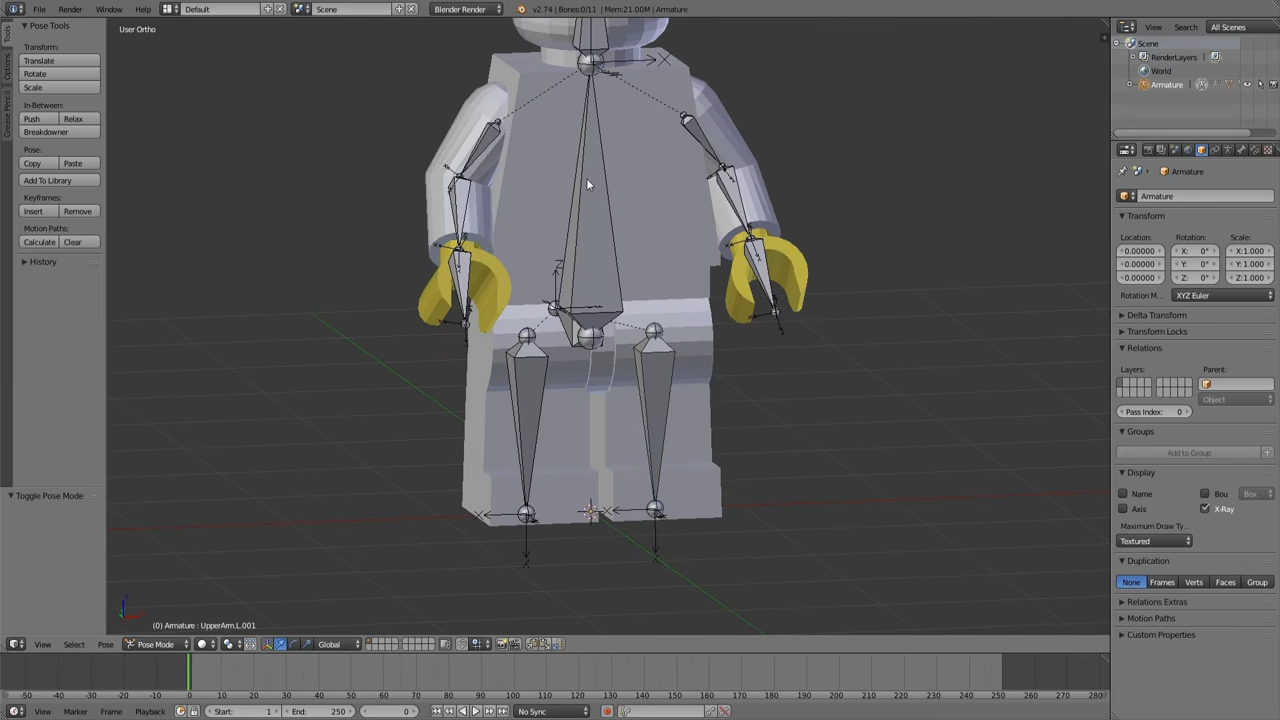 File Render Window Help Default Scene Blender Render v2.74 | Bones:0/11 | Mem:21.00M | Armature
View Search All Scenes
Pose Tools
User Ortho
Scene
RenderLayers
World
Armature
Transform:
Translate
Rotate
Scale
In-Between:
Push Relax
Breakdowner
Pose:
Copy Paste
Add To Library
Keyframes:
Insert Remove
Motion Paths:
Calculate Clear
History
Tools
Options
Grease Pencil
X
Z
Toggle Pose Mode
(0) Armature : UpperArm.L.001
Armature
Armature
Transform
Location: Rotation: Scale:
0.00000 X: 0° X:1.000
0.00000 Y: 0° Y:1.000
0.00000 Z: 0° Z:1.000
Rotation M... XYZ Euler
Delta Transform
Transform Locks
Relations
Layers: Parent:
Object
Pass Index: 0
Groups
Add to Group
Display
Name Bou Box
Axis X-Ray
Maximum Draw Ty...
Textured
Duplication
None Frames Verts Faces Group
Relations Extras
Motion Paths
Custom Properties
View Select Pose Pose Mode Global
-50 -40 -30 -20 -10 0 10 20 30 40 50 60 70 80 90 100 110 120 130 140 150 160 170 180 190 200 210 220 230 240 250 260 270 280
View Marker Frame Playback Start: 1 End: 250 0 No Sync